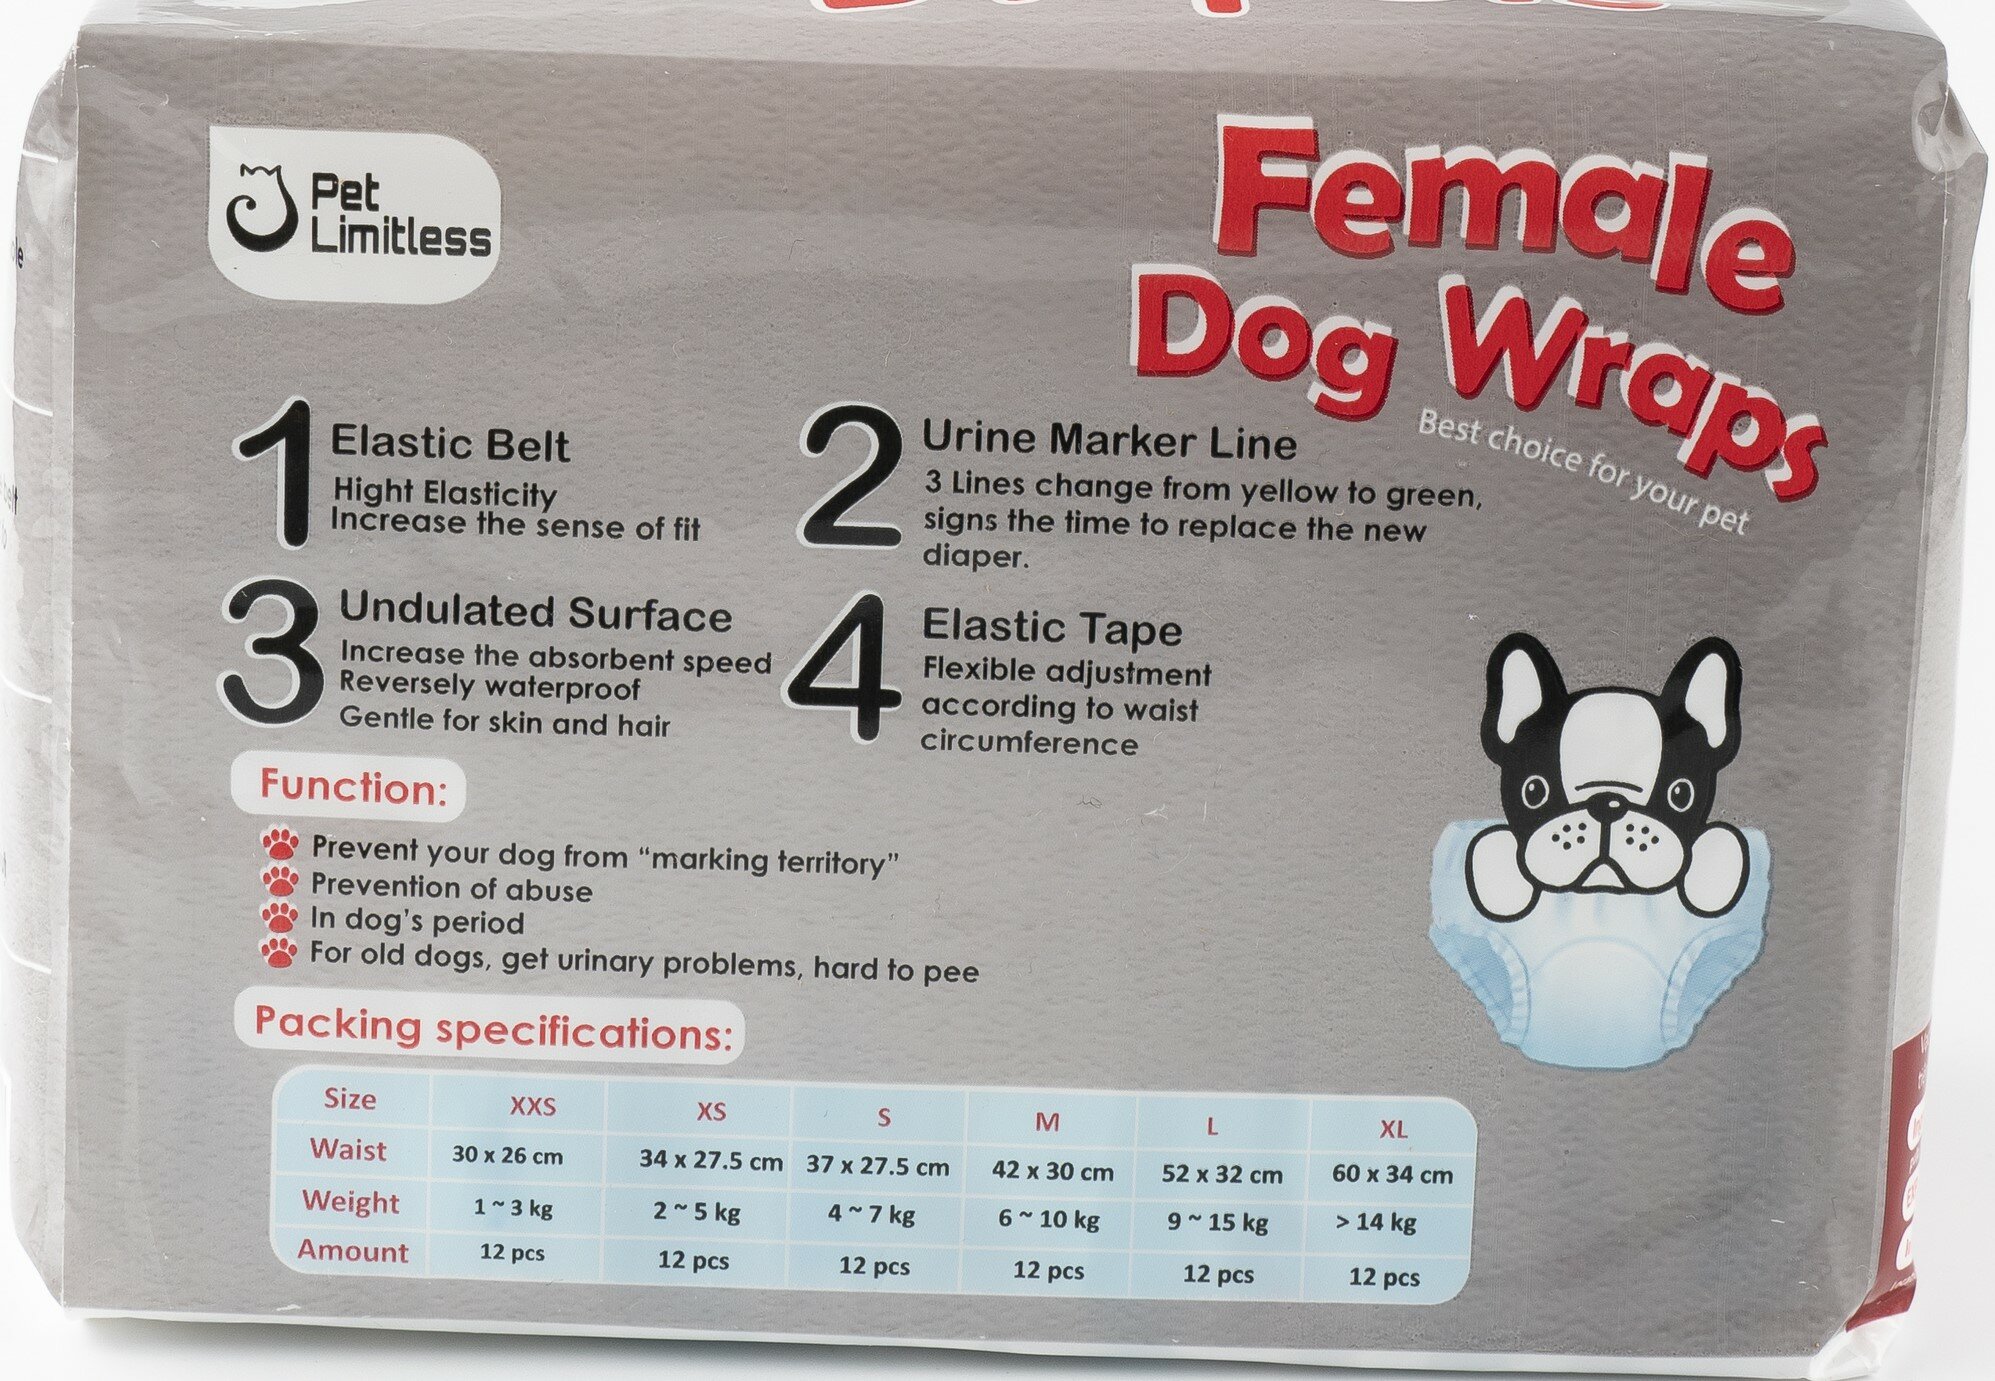 Pet
Limitless
Female
Dog Wraps
Best choice for your pet
1 Elastic Belt
Hight Elasticity
Increase the sense of fit
2 Urine Marker Line
3 Lines change from yellow to green,
signs the time to replace the new
diaper.
3 Undulated Surface
Increase the absorbent speed
Reversely waterproof
Gentle for skin and hair
4 Elastic Tape
Flexible adjustment
according to waist
circumference
Function:
Prevent your dog from “marking territory”
Prevention of abuse
In dog's period
For old dogs, get urinary problems, hard to pee
Packing specifications:
Size XXS XS S M L XL
Waist 30 x 26 cm 34 x 27.5 cm 37 x 27.5 cm 42 x 30 cm 52 x 32 cm 60 x 34 cm
Weight 1 ~ 3 kg 2 ~ 5 kg 4 ~ 7 kg 6 ~ 10 kg 9 ~ 15 kg > 14 kg
Amount 12 pcs 12 pcs 12 pcs 12 pcs 12 pcs 12 pcs